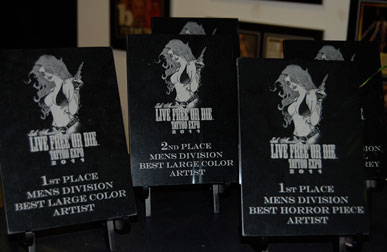 LIVE FREE OR DIE
TATTOO EXPO
2011
1ST PLACE
MENS DIVISION
BEST LARGE COLOR
ARTIST
LIVE FREE OR DIE
TATTOO EXPO
2011
2ND PLACE
MENS DIVISION
BEST LARGE COLOR
ARTIST
LIVE FREE OR DIE
TATTOO EXPO
2011
1ST PLACE
MENS DIVISION
BEST HORROR PIECE
ARTIST